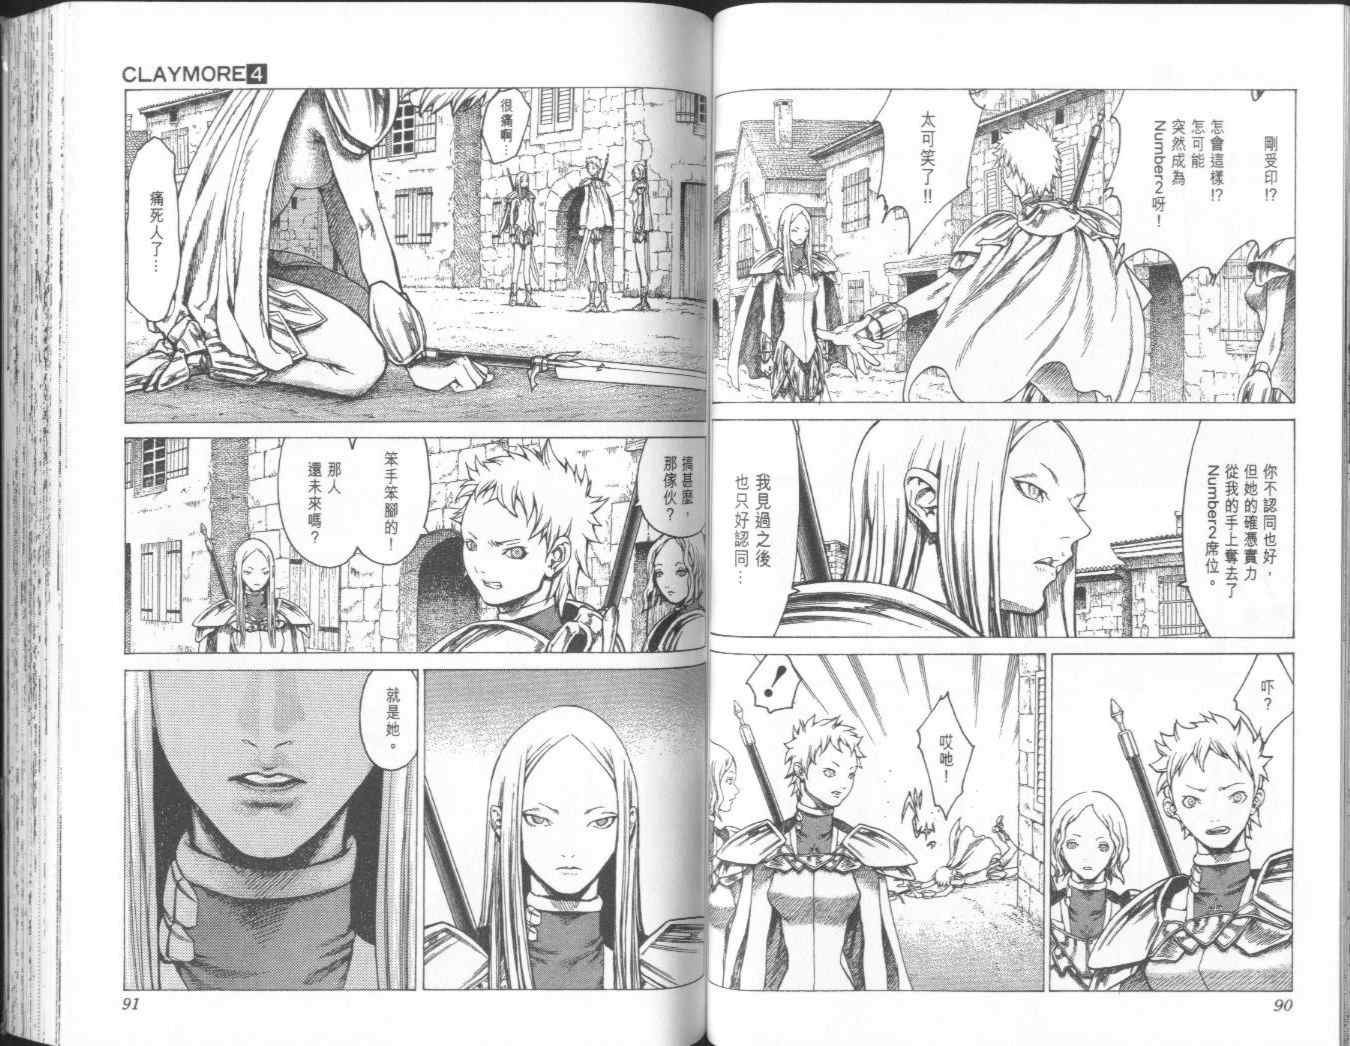 剛受印!?
怎會這樣!?
怎可能
突然成為
Number2呀！
太可笑了!!
你不認同也好，
但她的確憑實力
從我的手上奪去了
Number2席位。
我見過之後
也只好認同…
吓？
哎吔！
！
90
CLAYMORE 4
很痛啊…
痛死人了…
搞甚麼，
那傢伙？
笨手笨腳的！
那人
還未來嗎？
就是她。
91